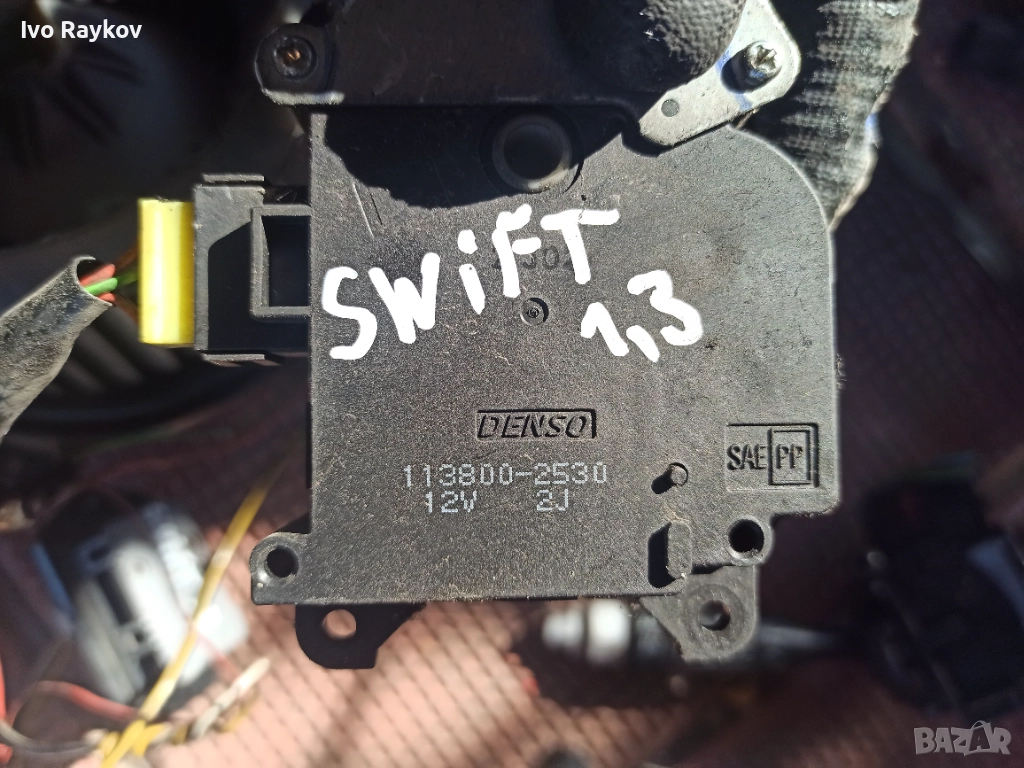 Ivo Raykov
SWiFT
1,3
DENSO
SAE PP
113800-2530
12V 2J
BAZAR